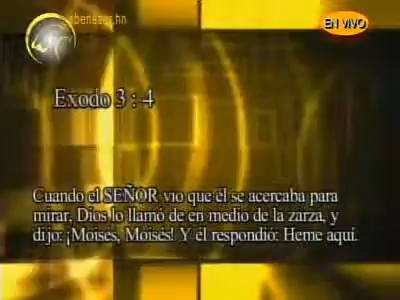 ebenezer.hn
EN VIVO
Exodo 3 : 4
Cuando el SEÑOR vio que él se acercaba para
mirar, Dios lo llamó de en medio de la zarza, y
dijo: ¡Moisés, Moisés! Y él respondió: Heme aquí.